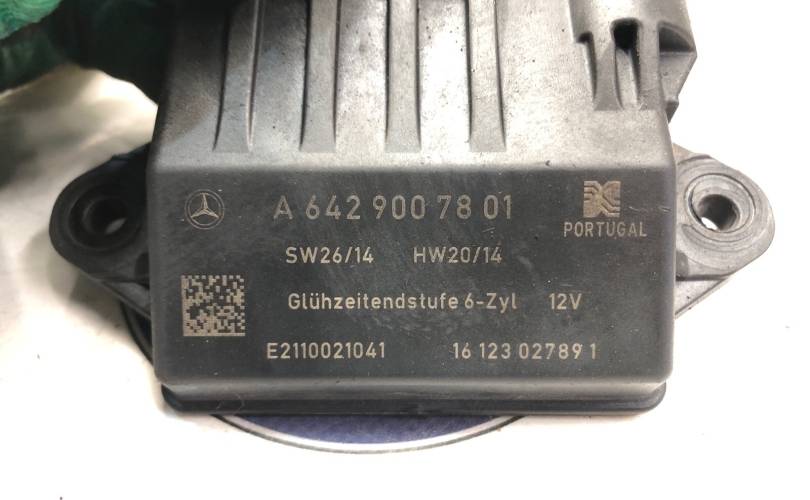 A 642 900 78 01
PORTUGAL
SW26/14 HW20/14
Glühzeitendstufe 6-Zyl 12V
E2110021041 16 123 02789 1